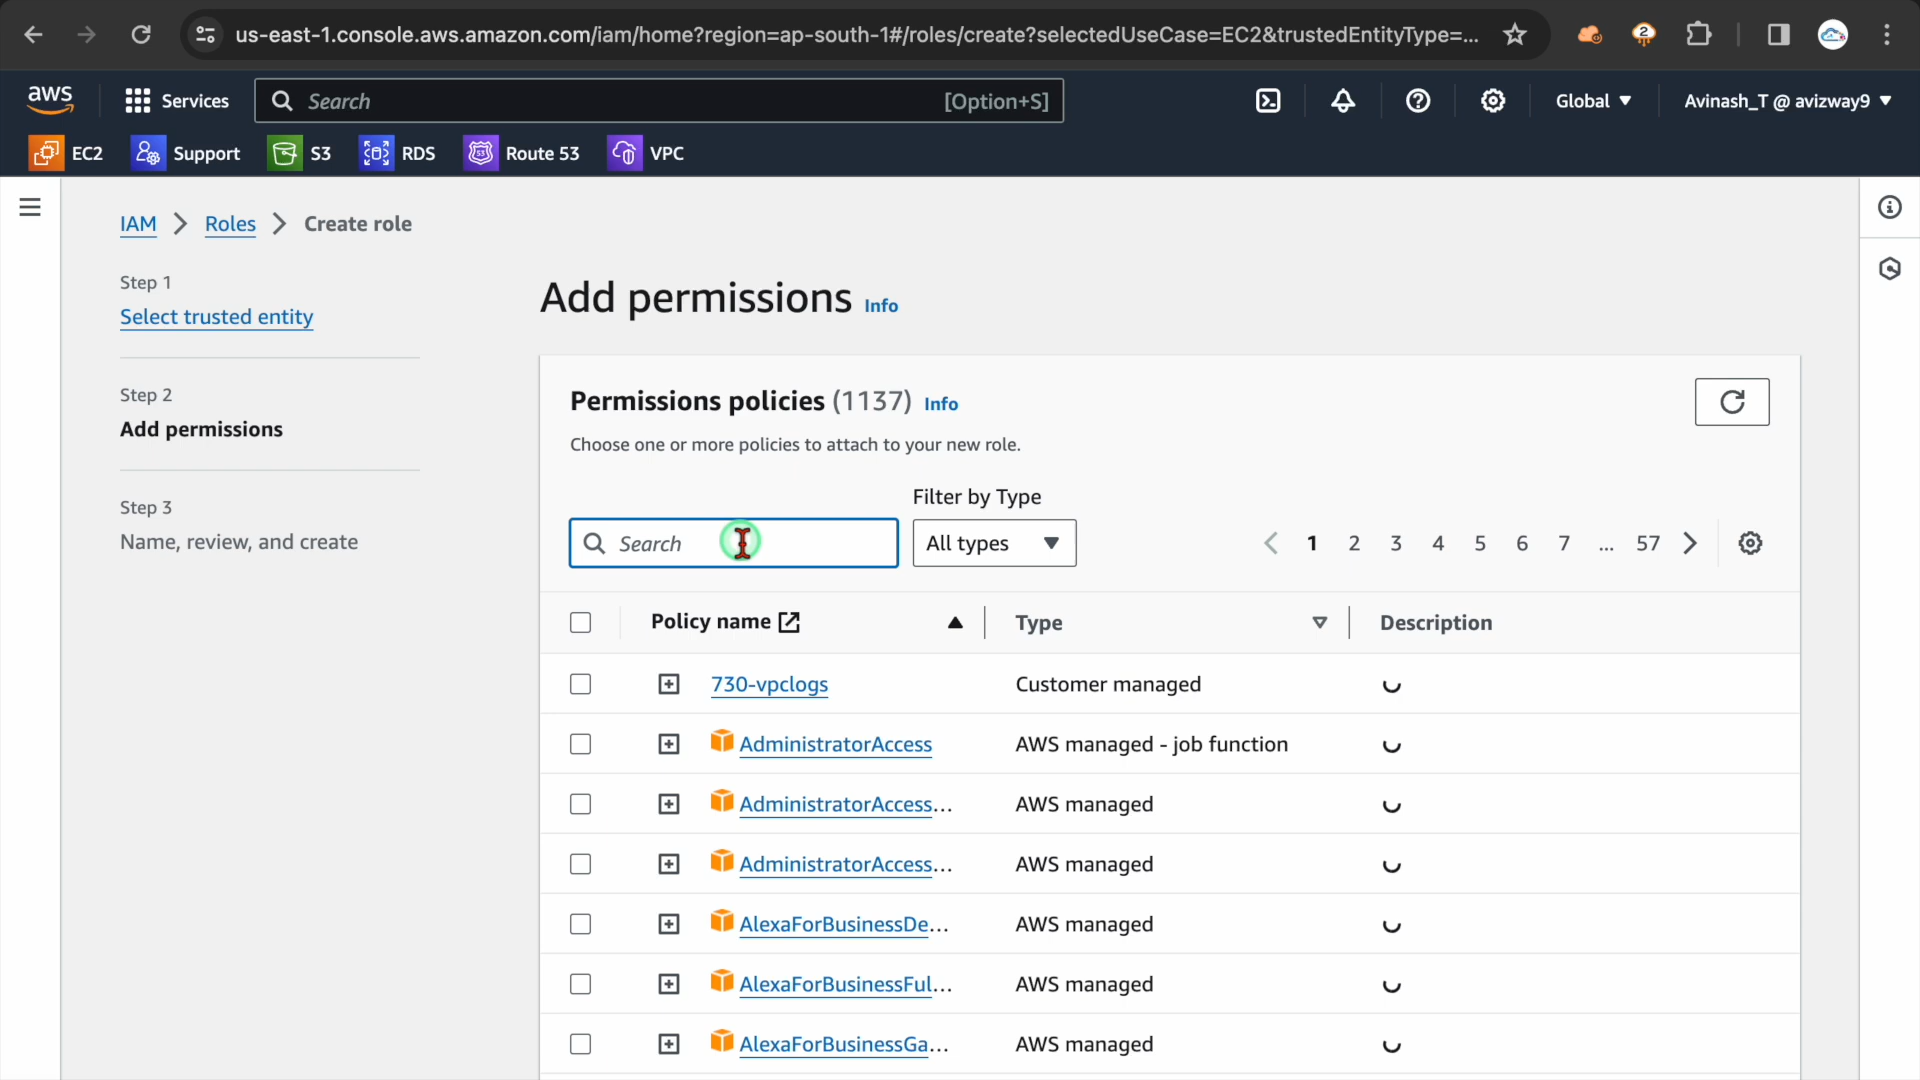 us-east-1.console.aws.amazon.com/iam/home?region=ap-south-1#/roles/create?selectedUseCase=EC2&trustedEntityType=...
2
aws
Services
Search
[Option+S]
Global
Avinash_T @ avizway9
EC2
Support
S3
RDS
53
Route 53
VPC
IAM
Roles
Create role
Step 1
Select trusted entity
Step 2
Add permissions
Step 3
Name, review, and create
Add permissions Info
Permissions policies (1137) Info
Choose one or more policies to attach to your new role.
Filter by Type
Search
All types
1 2 3 4 5 6 7 ... 57
Policy name
Type
Description
730-vpclogs
Customer managed
AdministratorAccess
AWS managed - job function
AdministratorAccess...
AWS managed
AdministratorAccess...
AWS managed
AlexaForBusinessDe...
AWS managed
AlexaForBusinessFul...
AWS managed
AlexaForBusinessGa...
AWS managed